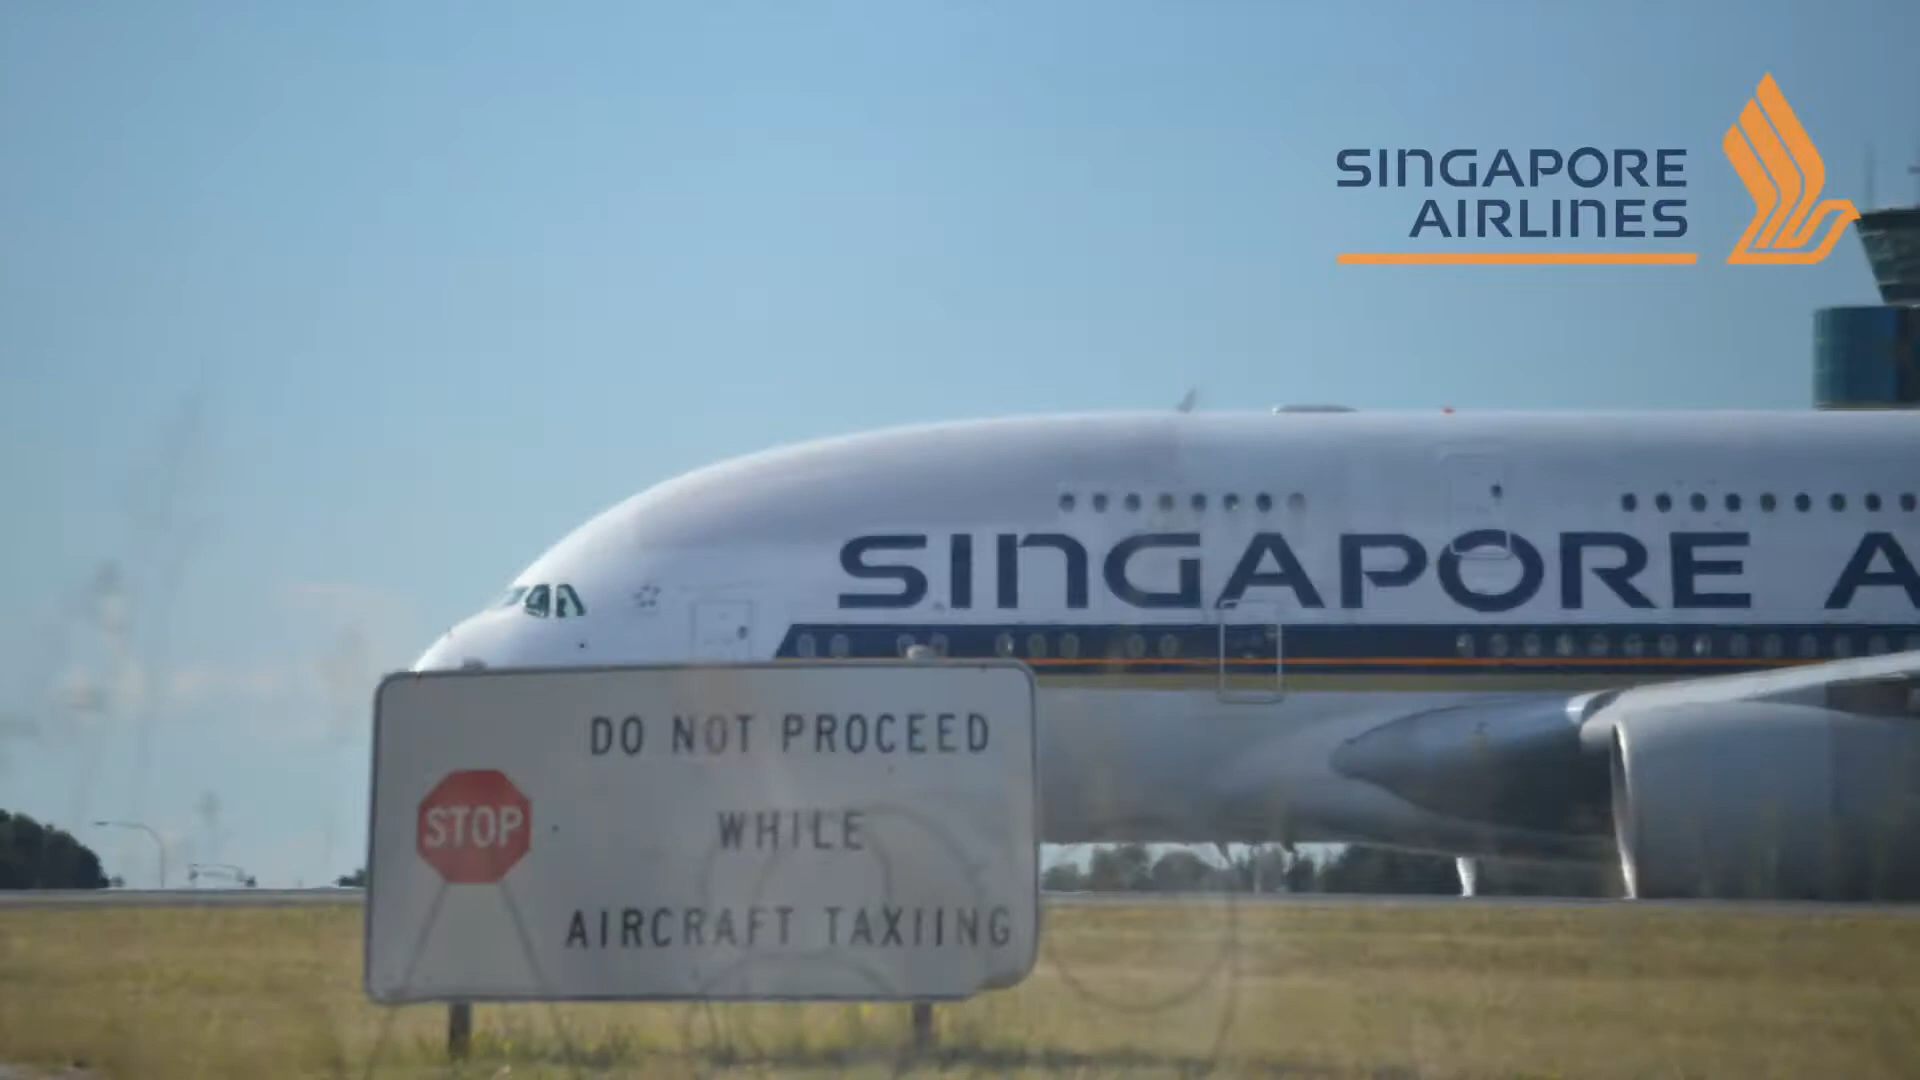 SINGAPORE
AIRLINES
SINGAPORE A
DO NOT PROCEED
STOP
WHILE
AIRCRAFT TAXIING